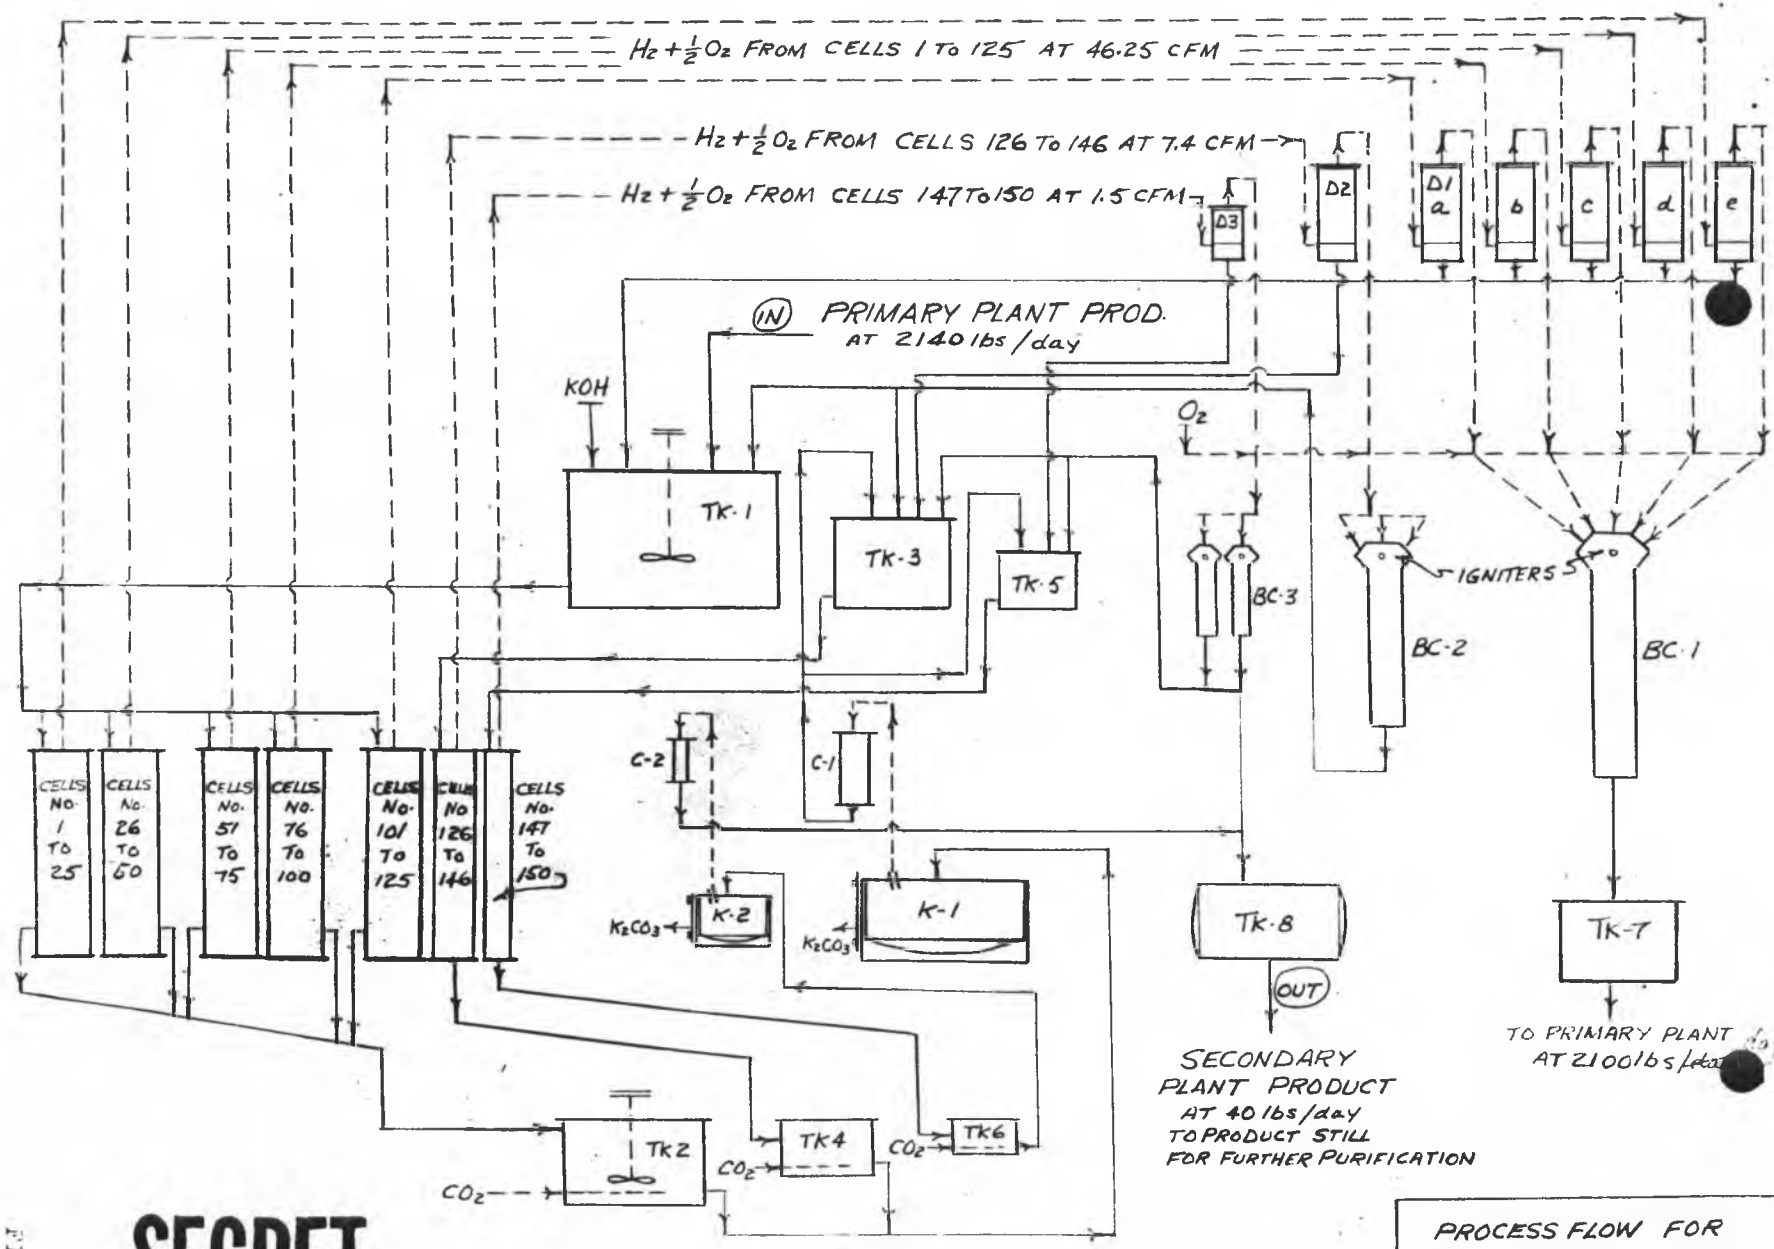 H2 + 1/2 O2 FROM CELLS 1 TO 125 AT 46.25 CFM
H2 + 1/2 O2 FROM CELLS 126 TO 146 AT 7.4 CFM
H2 + 1/2 O2 FROM CELLS 147 TO 150 AT 1.5 CFM
D3
D2
D1
a
b
c
d
e
IN PRIMARY PLANT PROD.
AT 2140 lbs/day
KOH
O2
TK-1
TK-3
TK-5
BC-3
IGNITERS
BC-2
BC-1
C-2
C-1
CELLS
NO.
1
TO
25
CELLS
NO.
26
TO
50
CELLS
NO.
51
TO
75
CELLS
NO.
76
TO
100
CELLS
NO.
101
TO
125
CELLS
NO
126
TO
146
CELLS
NO.
147
TO
150
K-2
K2CO3
K-1
K2CO3
TK-8
TK-7
OUT
TO PRIMARY PLANT
AT 2100 lbs/
SECONDARY
PLANT PRODUCT
AT 40 lbs/day
TO PRODUCT STILL
FOR FURTHER PURIFICATION
TK2
TK4
TK6
CO2
CO2
CO2
SECRET
PROCESS FLOW FOR